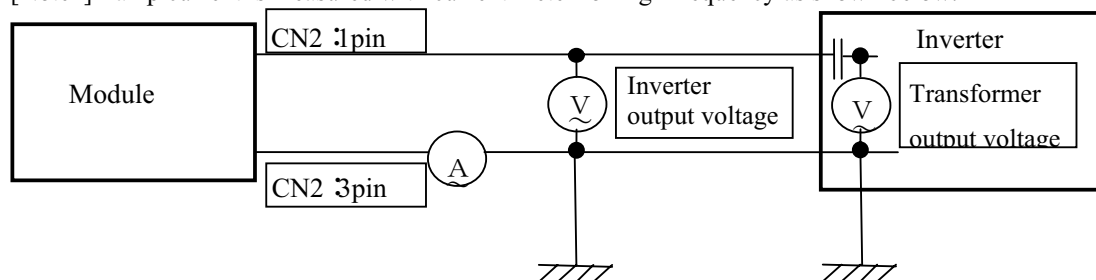 CN2 :1pin
Inverter
Module
Inverter
output voltage
V
~
V
~
Transformer
output voltage
A
~
CN2 :3pin